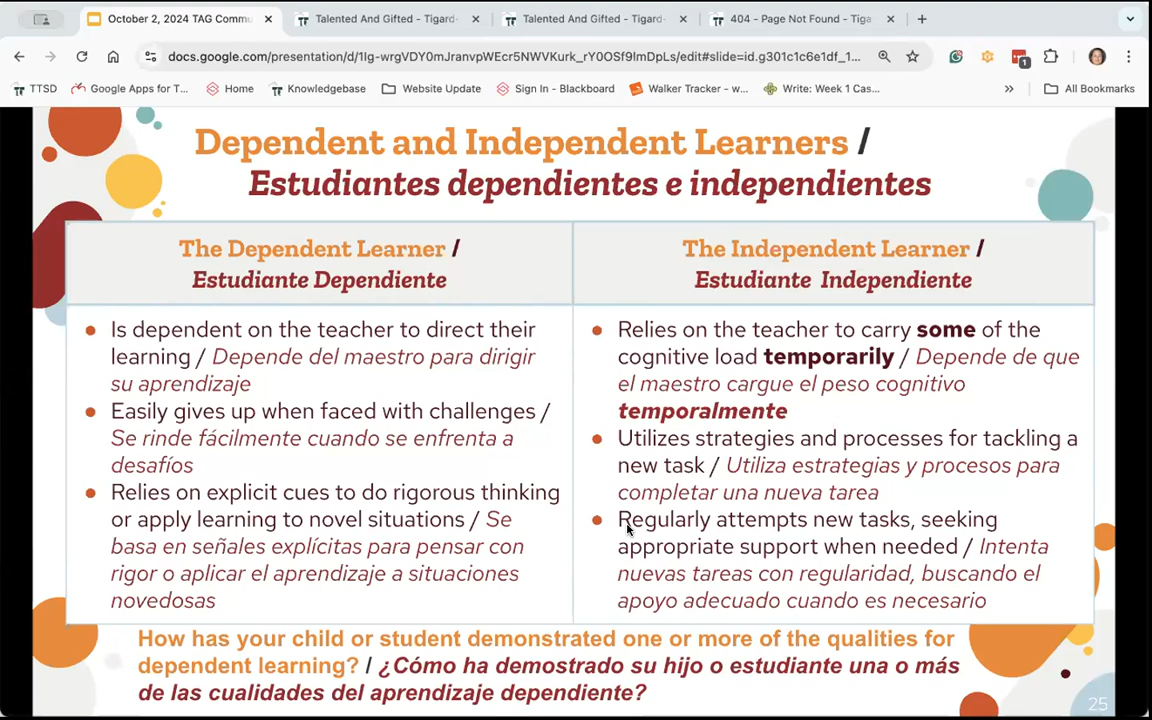 October 2, 2024 TAG Commu
Talented And Gifted - Tigard-
Talented And Gifted - Tigard-
404 - Page Not Found - Tiga
docs.google.com/presentation/d/1Ig-wrgVDY0mJranvpWEcr5NWVKurk_rY0OSf9ImDpLs/edit#slide=id.g301c1c6e1df_1...
1
TTSD
Google Apps for T...
Home
Knowledgebase
Website Update
Sign In - Blackboard
Walker Tracker - w...
Write: Week 1 Cas...
»
All Bookmarks
Dependent and Independent Learners /
Estudiantes dependientes e independientes
The Dependent Learner /
Estudiante Dependiente
Is dependent on the teacher to direct their
learning / Depende del maestro para dirigir
su aprendizaje
Easily gives up when faced with challenges /
Se rinde fácilmente cuando se enfrenta a
desafíos
Relies on explicit cues to do rigorous thinking
or apply learning to novel situations / Se
basa en señales explícitas para pensar con
rigor o aplicar el aprendizaje a situaciones
novedosas
The Independent Learner /
Estudiante Independiente
Relies on the teacher to carry some of the
cognitive load temporarily / Depende de que
el maestro cargue el peso cognitivo
temporalmente
Utilizes strategies and processes for tackling a
new task / Utiliza estrategias y procesos para
completar una nueva tarea
Regularly attempts new tasks, seeking
appropriate support when needed / Intenta
nuevas tareas con regularidad, buscando el
apoyo adecuado cuando es necesario
How has your child or student demonstrated one or more of the qualities for
dependent learning? / ¿Cómo ha demostrado su hijo o estudiante una o más
de las cualidades del aprendizaje dependiente?
25